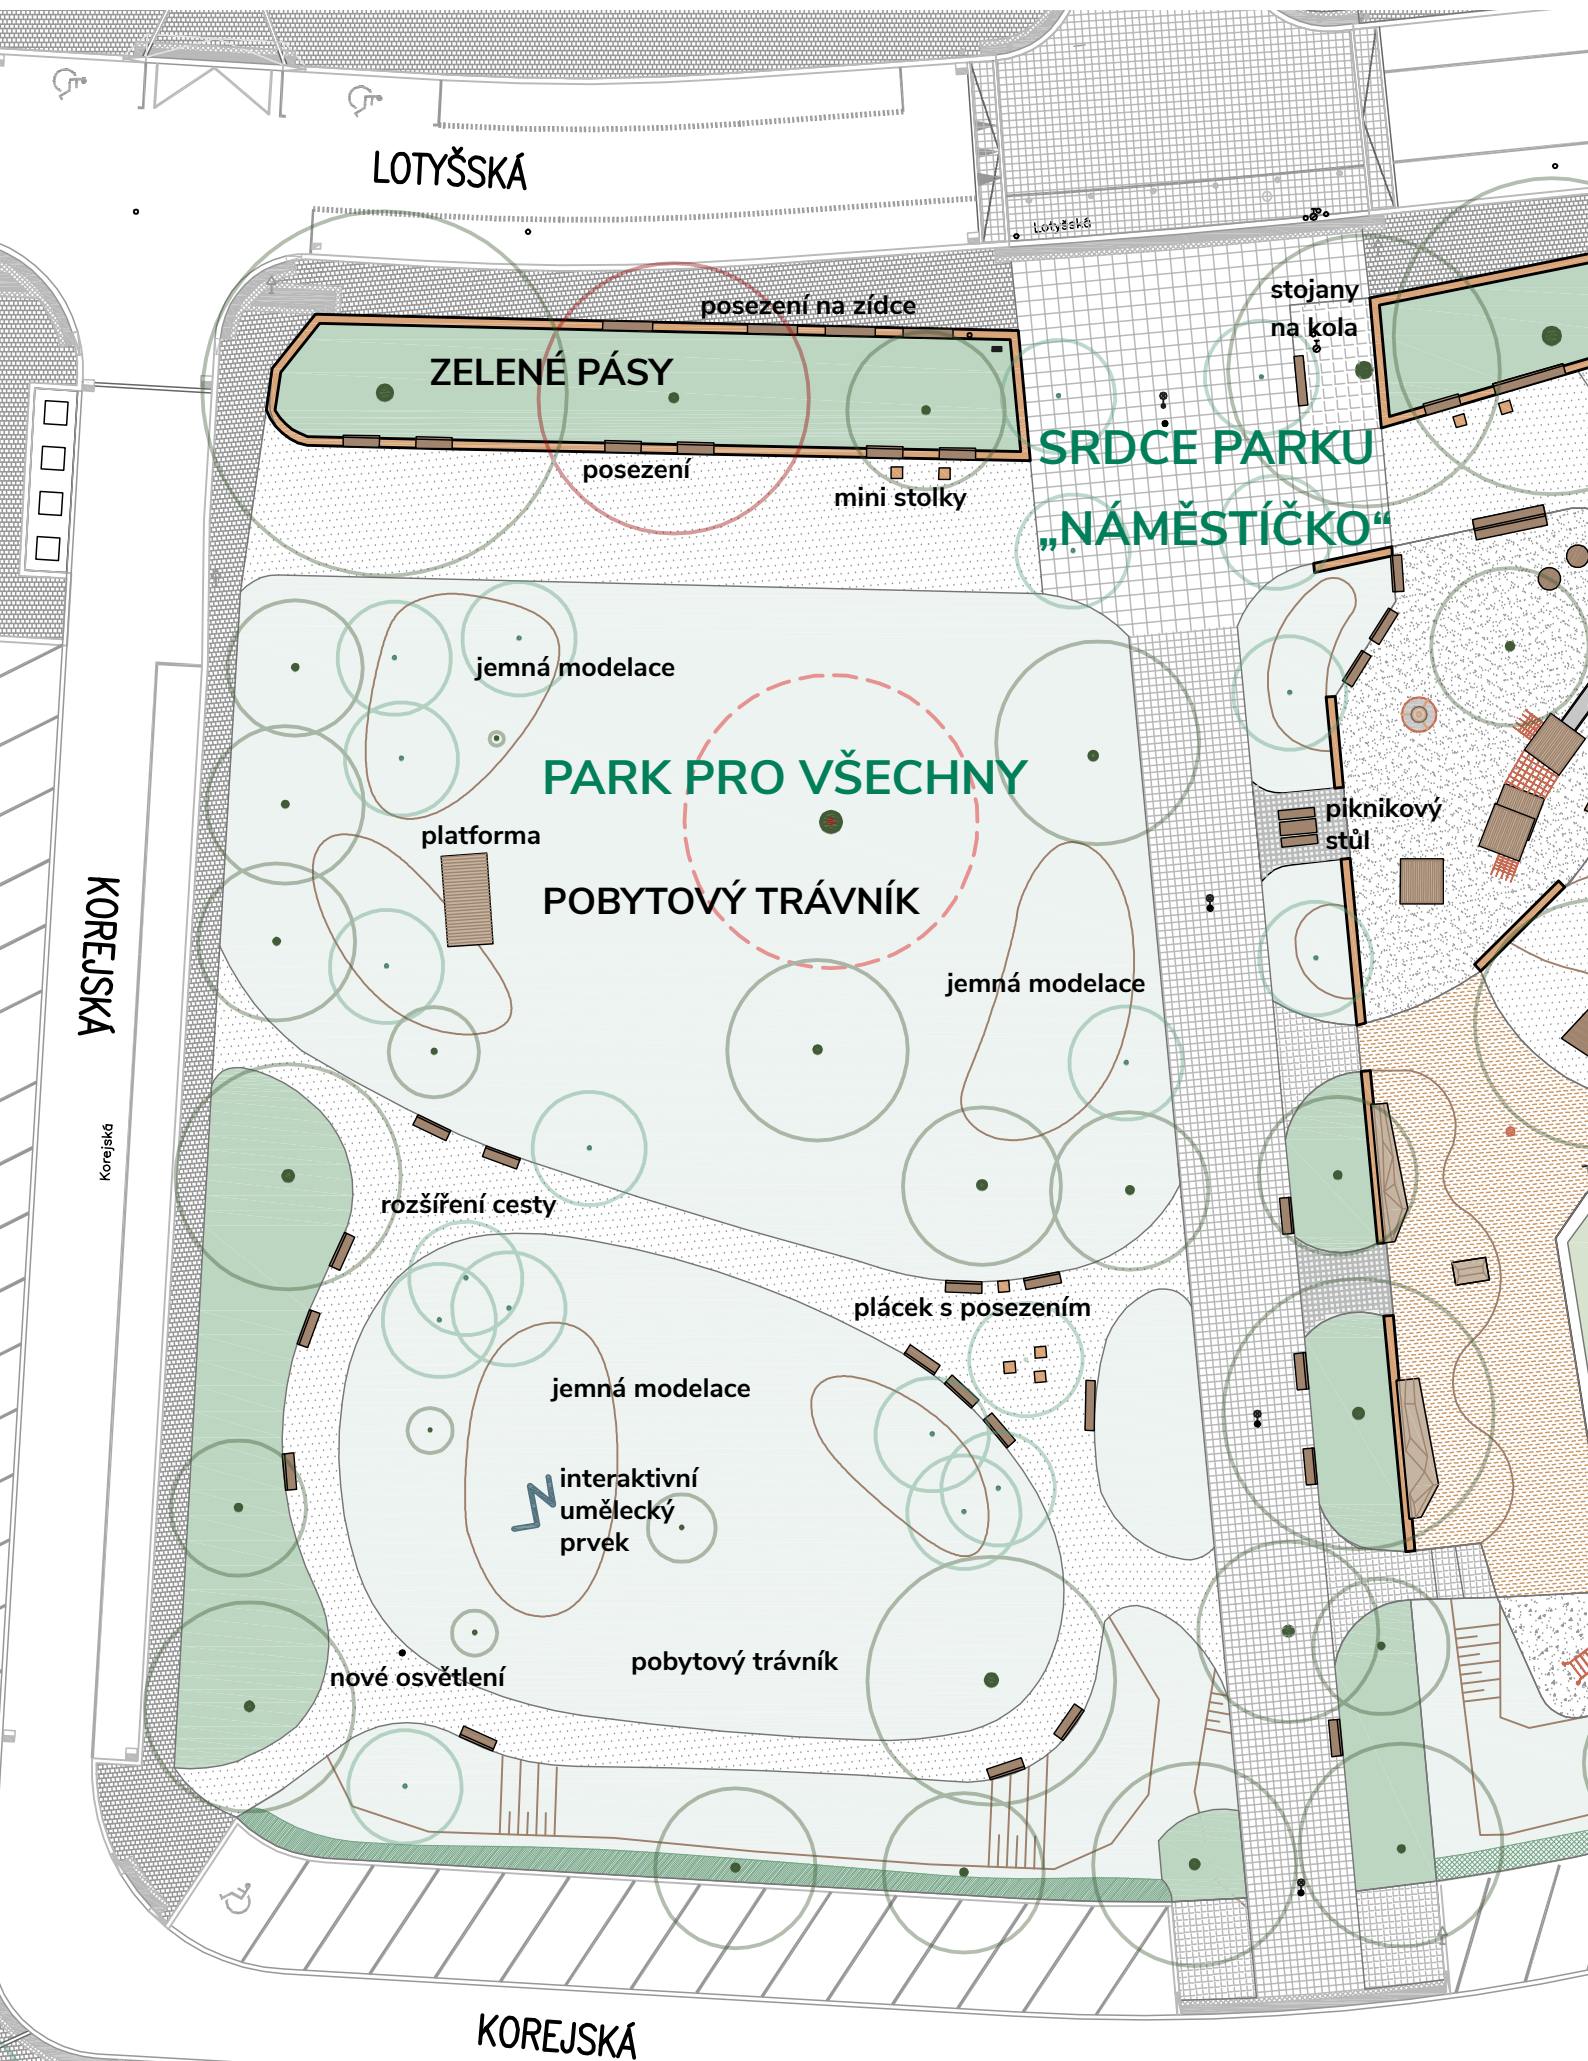 LOTYŠSKÁ
Lotyšská
posezení na zídce
stojany
na kola
ZELENÉ PÁSY
SRDCE PARKU
posezení
mini stolky
„NÁMĚSTÍČKO“
jemná modelace
PARK PRO VŠECHNY
piknikový
stůl
platforma
POBYTOVÝ TRÁVNÍK
KOREJSKÁ
jemná modelace
Korejská
rozšíření cesty
plácek s posezením
jemná modelace
interaktivní
umělecký
prvek
pobytový trávník
nové osvětlení
KOREJSKÁ